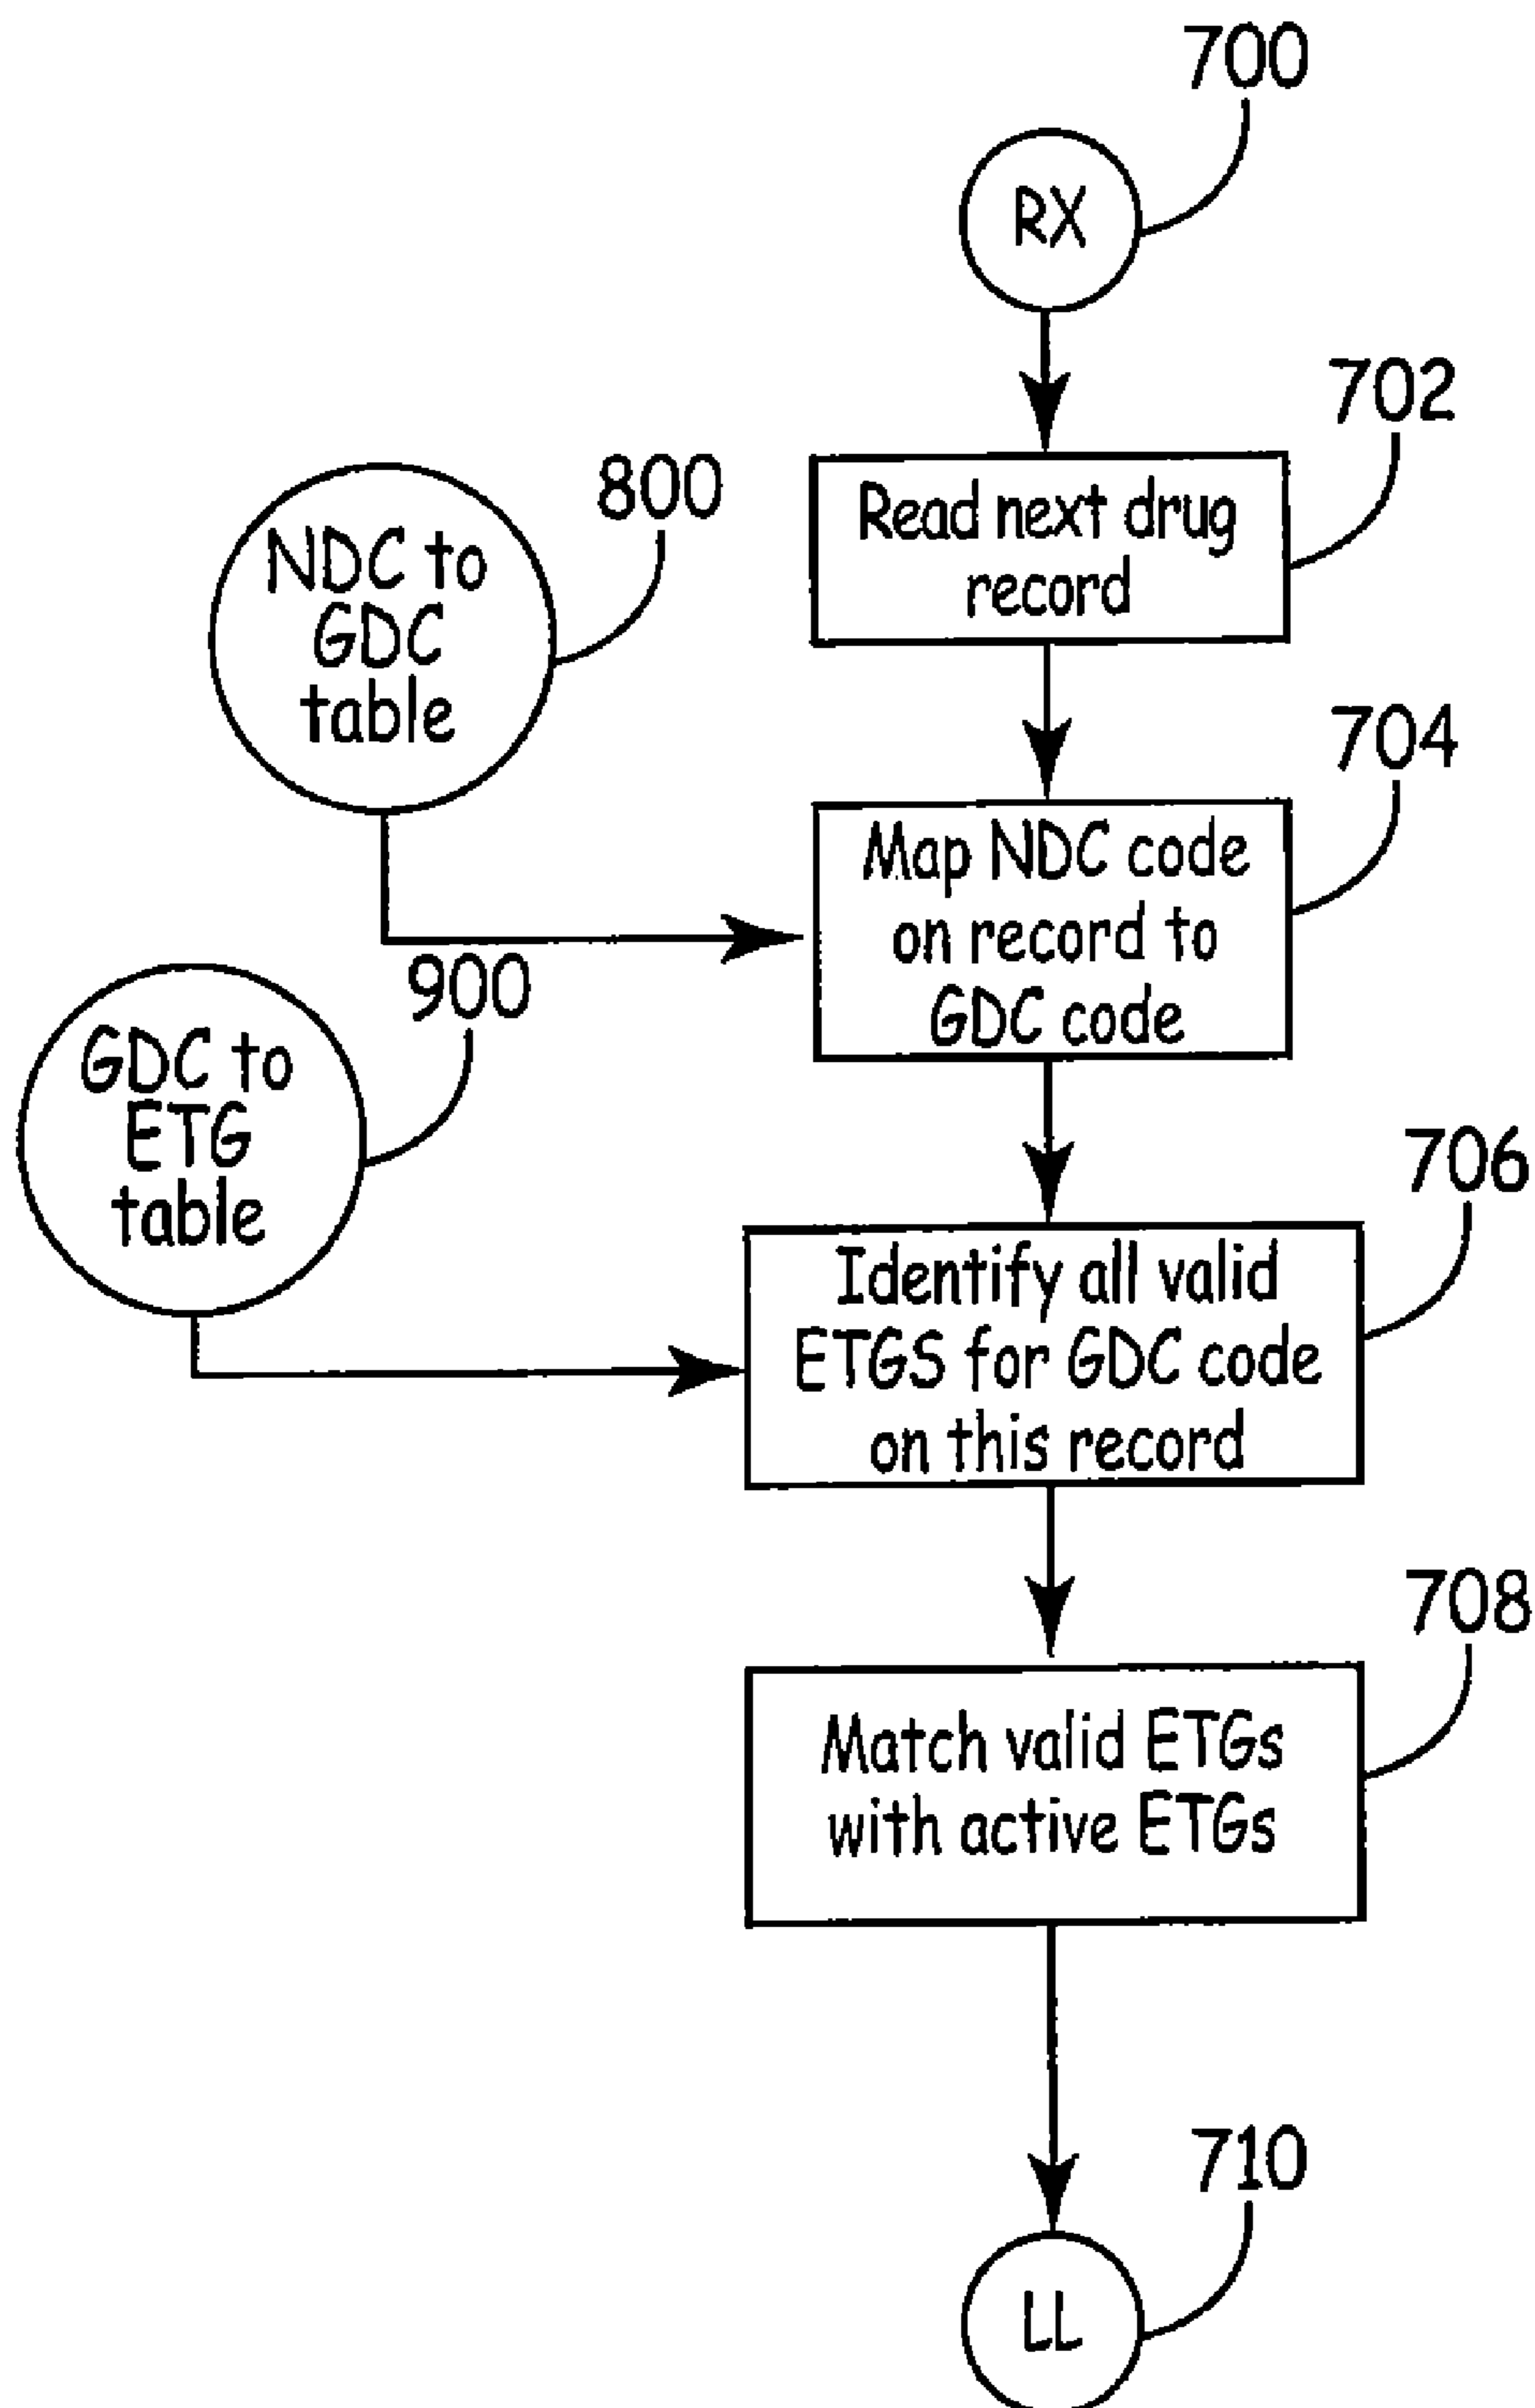 700
RX
702
Read next drug
record
800
NDC to
GDC
table
704
Map NDC code
on record to
GDC code
900
GDC to
ETG
table
706
Identify all valid
ETGS for GDC code
on this record
708
Match valid ETGs
with active ETGs
710
LL